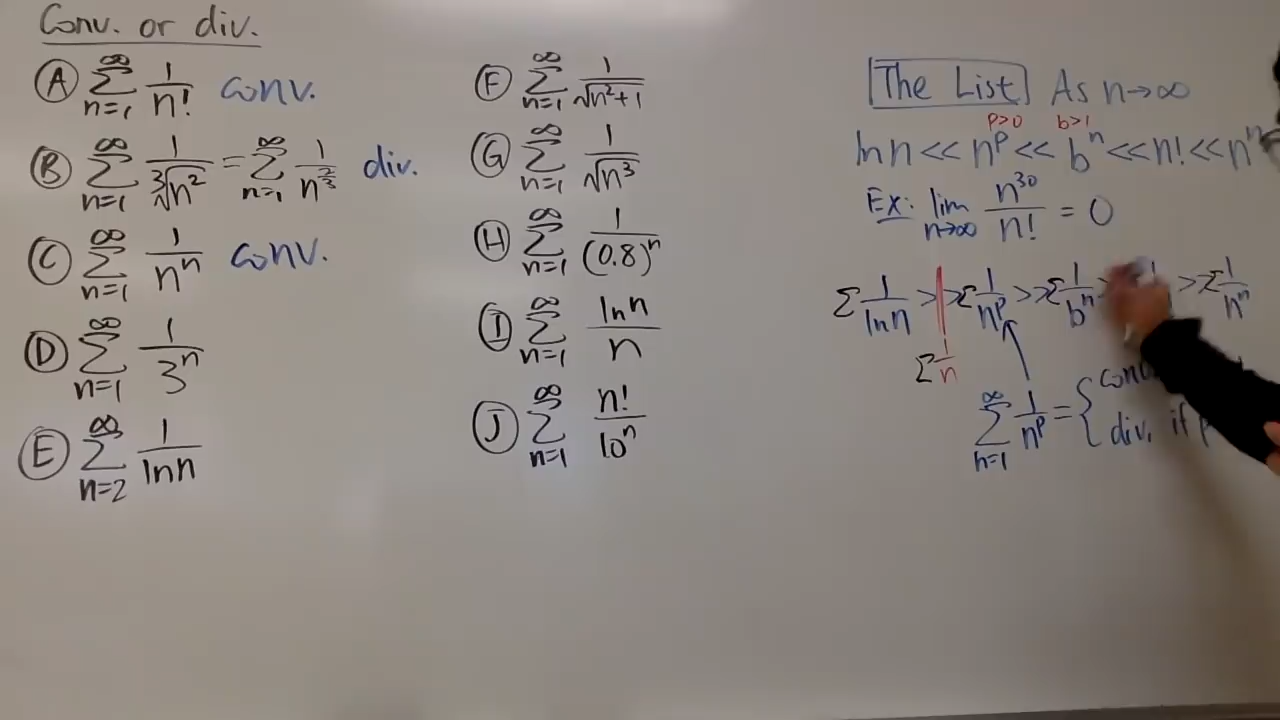 Conv. or div.
Ⓐ ∑_{n=1}^{∞} 1/n! conv.
Ⓑ ∑_{n=1}^{∞} 1/∛(n²) = ∑_{n=1}^{∞} 1/n^{2/3} div.
Ⓒ ∑_{n=1}^{∞} 1/n^n conv.
Ⓓ ∑_{n=1}^{∞} 1/3^n
Ⓔ ∑_{n=2}^{∞} 1/ln n
Ⓕ ∑_{n=1}^{∞} 1/√(n²+1)
Ⓖ ∑_{n=1}^{∞} 1/√(n³)
Ⓗ ∑_{n=1}^{∞} 1/(0.8)^n
Ⓘ ∑_{n=1}^{∞} ln n/n
Ⓙ ∑_{n=1}^{∞} n!/10^n
The List As n→∞
p>0 b>1
ln n << n^p << b^n << n! << n^n
Ex: lim_{n→∞} n^{30}/n! = 0
∑ 1/ln n >> ∑ 1/n^p >> ∑ 1/b^n >> ∑ 1/n^n
∑ 1/n
∑_{n=1}^{∞} 1/n^p = {
div. if p